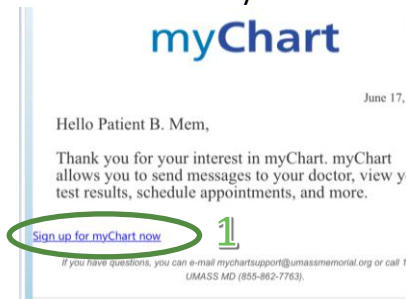 myChart
June 17,
Hello Patient B. Mem,
Thank you for your interest in myChart. myChart
allows you to send messages to your doctor, view y
test results, schedule appointments, and more.
Sign up for myChart now 1
If you have questions, you can e-mail mychartsupport@umassmemorial.org or call 1
UMASS MD (855-862-7763).